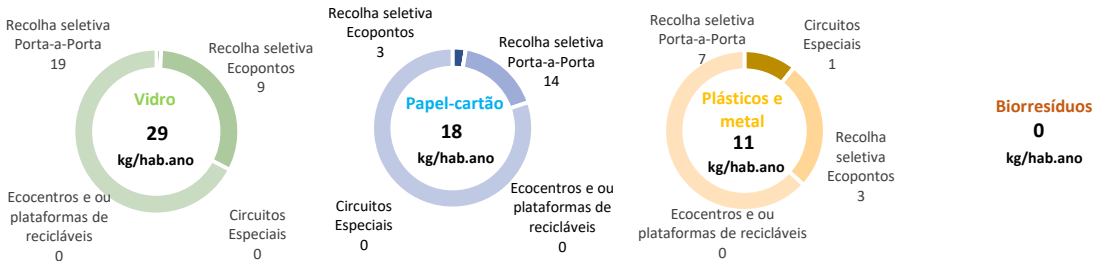 Recolha seletiva
Porta-a-Porta
19
Recolha seletiva
Ecopontos
9
Vidro
29
kg/hab.ano
Ecocentros e ou
plataformas de
recicláveis
0
Circuitos
Especiais
0
Recolha seletiva
Ecopontos
3
Recolha seletiva
Porta-a-Porta
14
Papel-cartão
18
kg/hab.ano
Circuitos
Especiais
0
Ecocentros e ou
plataformas de
recicláveis
0
Recolha seletiva
Porta-a-Porta
7
Circuitos
Especiais
1
Plásticos e
metal
11
kg/hab.ano
Recolha
seletiva
Ecopontos
3
Ecocentros e ou
plataformas de recicláveis
0
Biorresíduos
0
kg/hab.ano